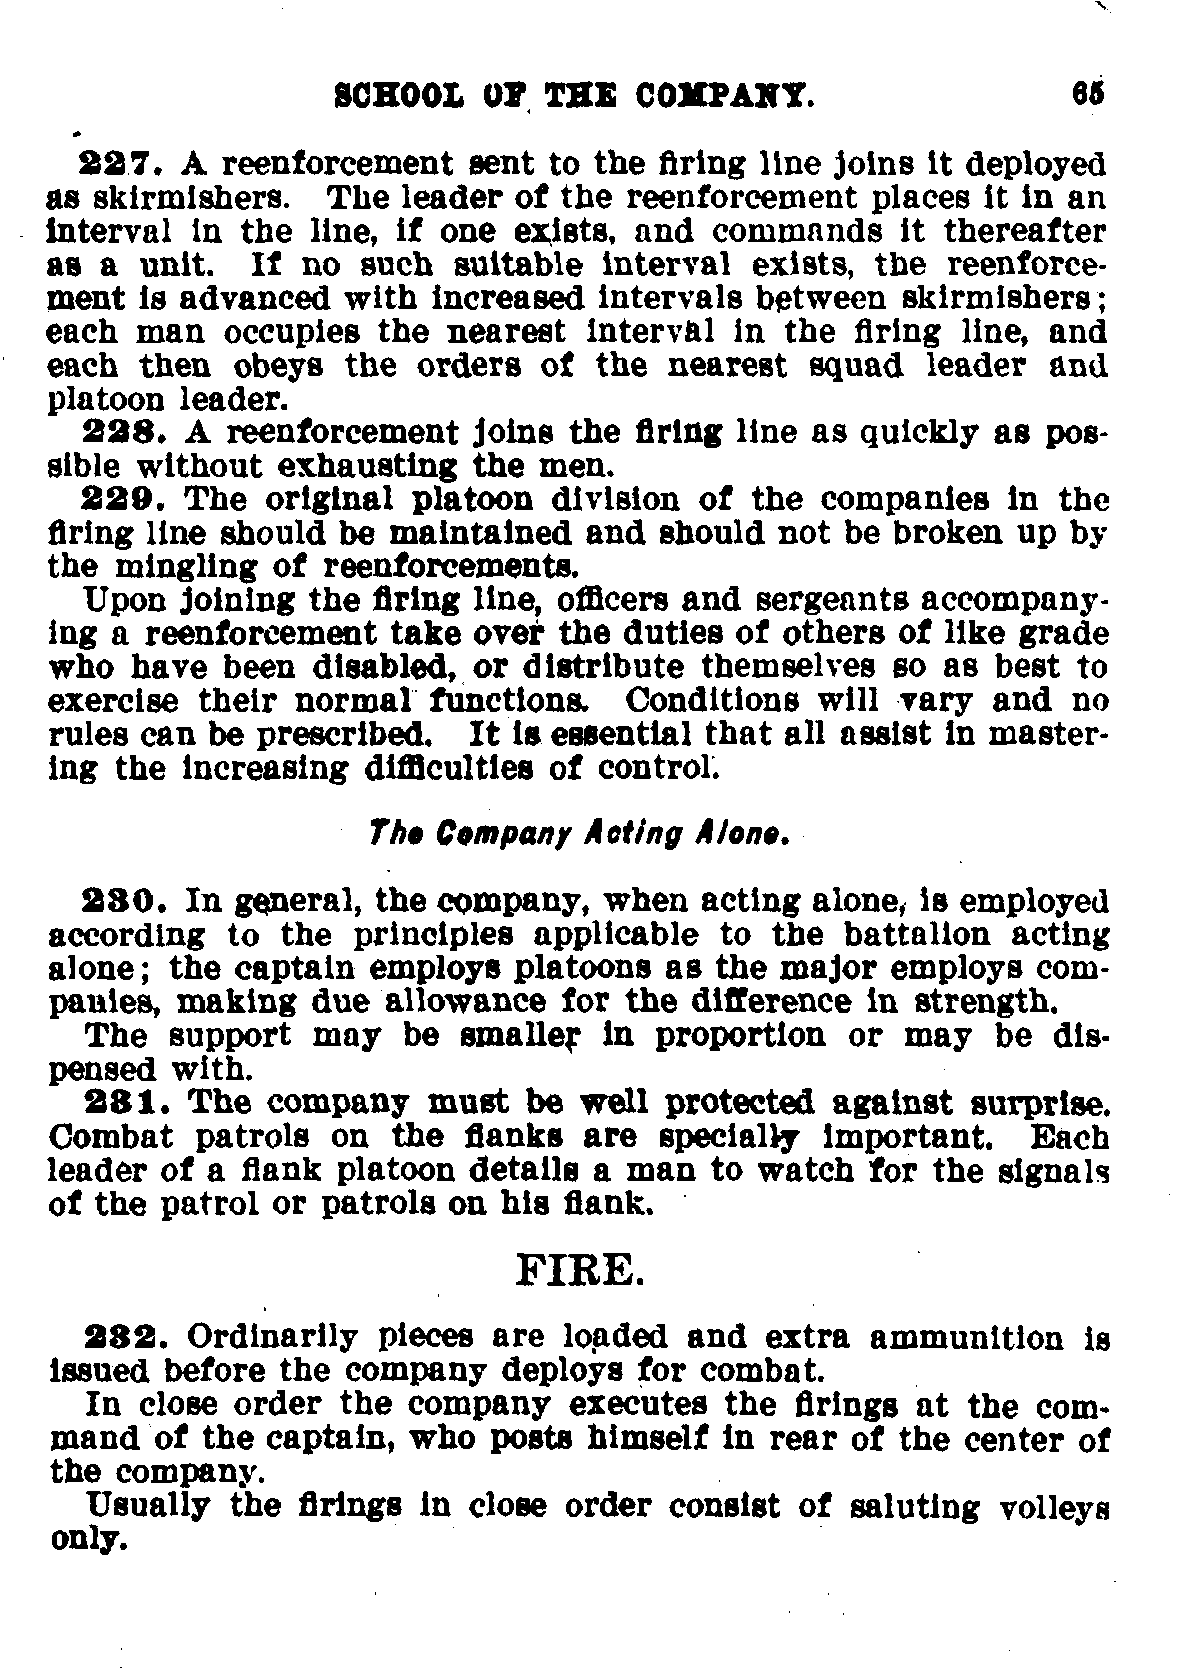 SCHOOL OF THE COMPANY. 65
227. A reenforcement sent to the firing line joins it deployed
as skirmishers. The leader of the reenforcement places it in an
interval in the line, if one exists, and commands it thereafter
as a unit. If no such suitable interval exists, the reenforce-
ment is advanced with increased intervals between skirmishers;
each man occupies the nearest interval in the firing line, and
each then obeys the orders of the nearest squad leader and
platoon leader.
228. A reenforcement joins the firing line as quickly as pos-
sible without exhausting the men.
229. The original platoon division of the companies in the
firing line should be maintained and should not be broken up by
the mingling of reenforcements.
Upon joining the firing line, officers and sergeants accompany-
ing a reenforcement take over the duties of others of like grade
who have been disabled, or distribute themselves so as best to
exercise their normal functions. Conditions will vary and no
rules can be prescribed. It is essential that all assist in master-
ing the increasing difficulties of control.
The Company Acting Alone.
230. In general, the company, when acting alone, is employed
according to the principles applicable to the battalion acting
alone; the captain employs platoons as the major employs com-
panies, making due allowance for the difference in strength.
The support may be smaller in proportion or may be dis-
pensed with.
231. The company must be well protected against surprise.
Combat patrols on the flanks are specially important. Each
leader of a flank platoon details a man to watch for the signals
of the patrol or patrols on his flank.
FIRE.
232. Ordinarily pieces are loaded and extra ammunition is
issued before the company deploys for combat.
In close order the company executes the firings at the com-
mand of the captain, who posts himself in rear of the center of
the company.
Usually the firings in close order consist of saluting volleys
only.